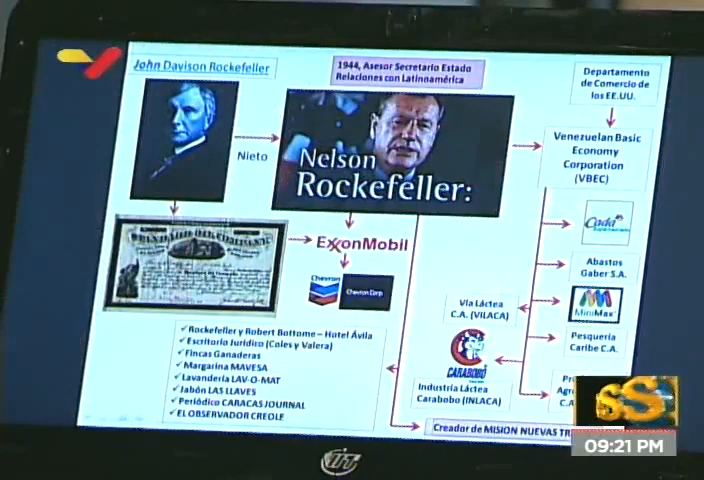 John Davison Rockefeller
1944, Asesor Secretario Estado
Relaciones con Latinoamérica
Departamento
de Comercio de
los EE.UU.
Nieto
Nelson
Rockefeller:
Venezuelan Basic
Economy
Corporation
(VBEC)
ExxonMobil
Chevron
Chevron Corp
Cada
Abastos
Gaber S.A.
MiniMax
Pesquería
Caribe C.A.
Vía Láctea
C.A. (VILACA)
CARABOBO
Industria Láctea
Carabobo (INLACA)
✓Rockefeller y Robert Bottome – Hotel Ávila
✓Escritorio Jurídico (Coles y Valera)
✓Fincas Ganaderas
✓Margarina MAVESA
✓Lavandería LAV-O-MAT
✓Jabón LAS LLAVES
✓Periódico CARACAS JOURNAL
✓EL OBSERVADOR CREOLE
Creador de MISION NUEVAS
09:21 PM